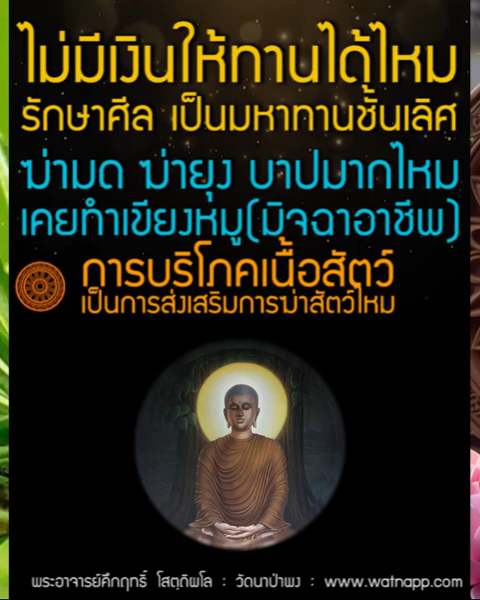 ไม่มีเงินให้ทานได้ไหม
รักษาศีล เป็นมหาทานชั้นเลิศ
ฆ่ามด ฆ่ายุง บาปมากไหม
เคยทำเขียงหมู(มิจฉาอาชีพ)
การบริโภคเนื้อสัตว์
เป็นการส่งเสริมการฆ่าสัตว์ไหม
พระอาจารย์คึกฤทธิ์ โสตฺถิผโล : วัดนาป่าพง : www.watnapp.com